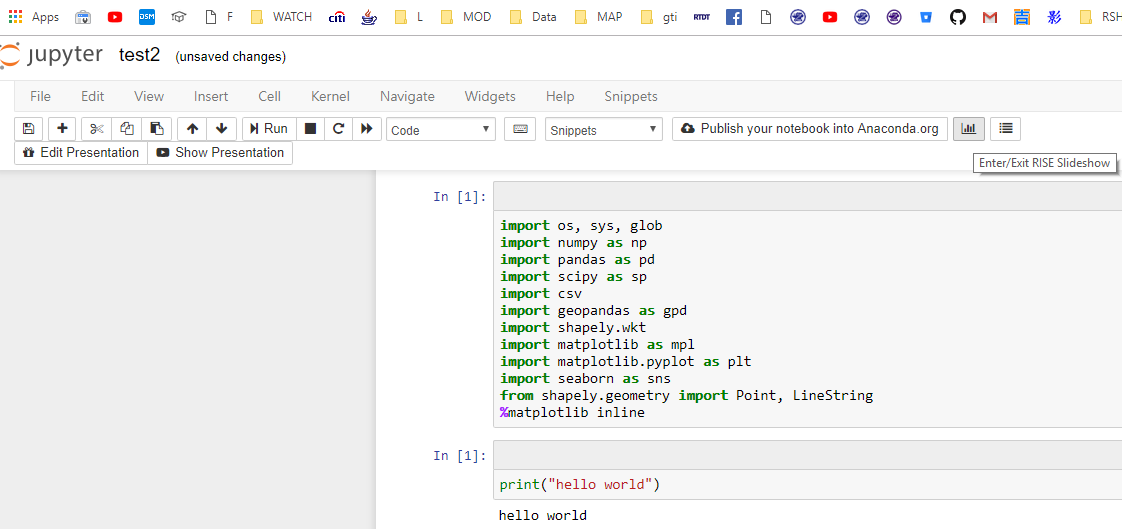 Apps F WATCH citi L MOD Data MAP gti RTDT RSH
jupyter test2 (unsaved changes)
File Edit View Insert Cell Kernel Navigate Widgets Help Snippets
Run Code Snippets Publish your notebook into Anaconda.org
Edit Presentation Show Presentation
Enter/Exit RISE Slideshow
In [1]:
import os, sys, glob
import numpy as np
import pandas as pd
import scipy as sp
import csv
import geopandas as gpd
import shapely.wkt
import matplotlib as mpl
import matplotlib.pyplot as plt
import seaborn as sns
from shapely.geometry import Point, LineString
%matplotlib inline
In [1]:
print("hello world")
hello world